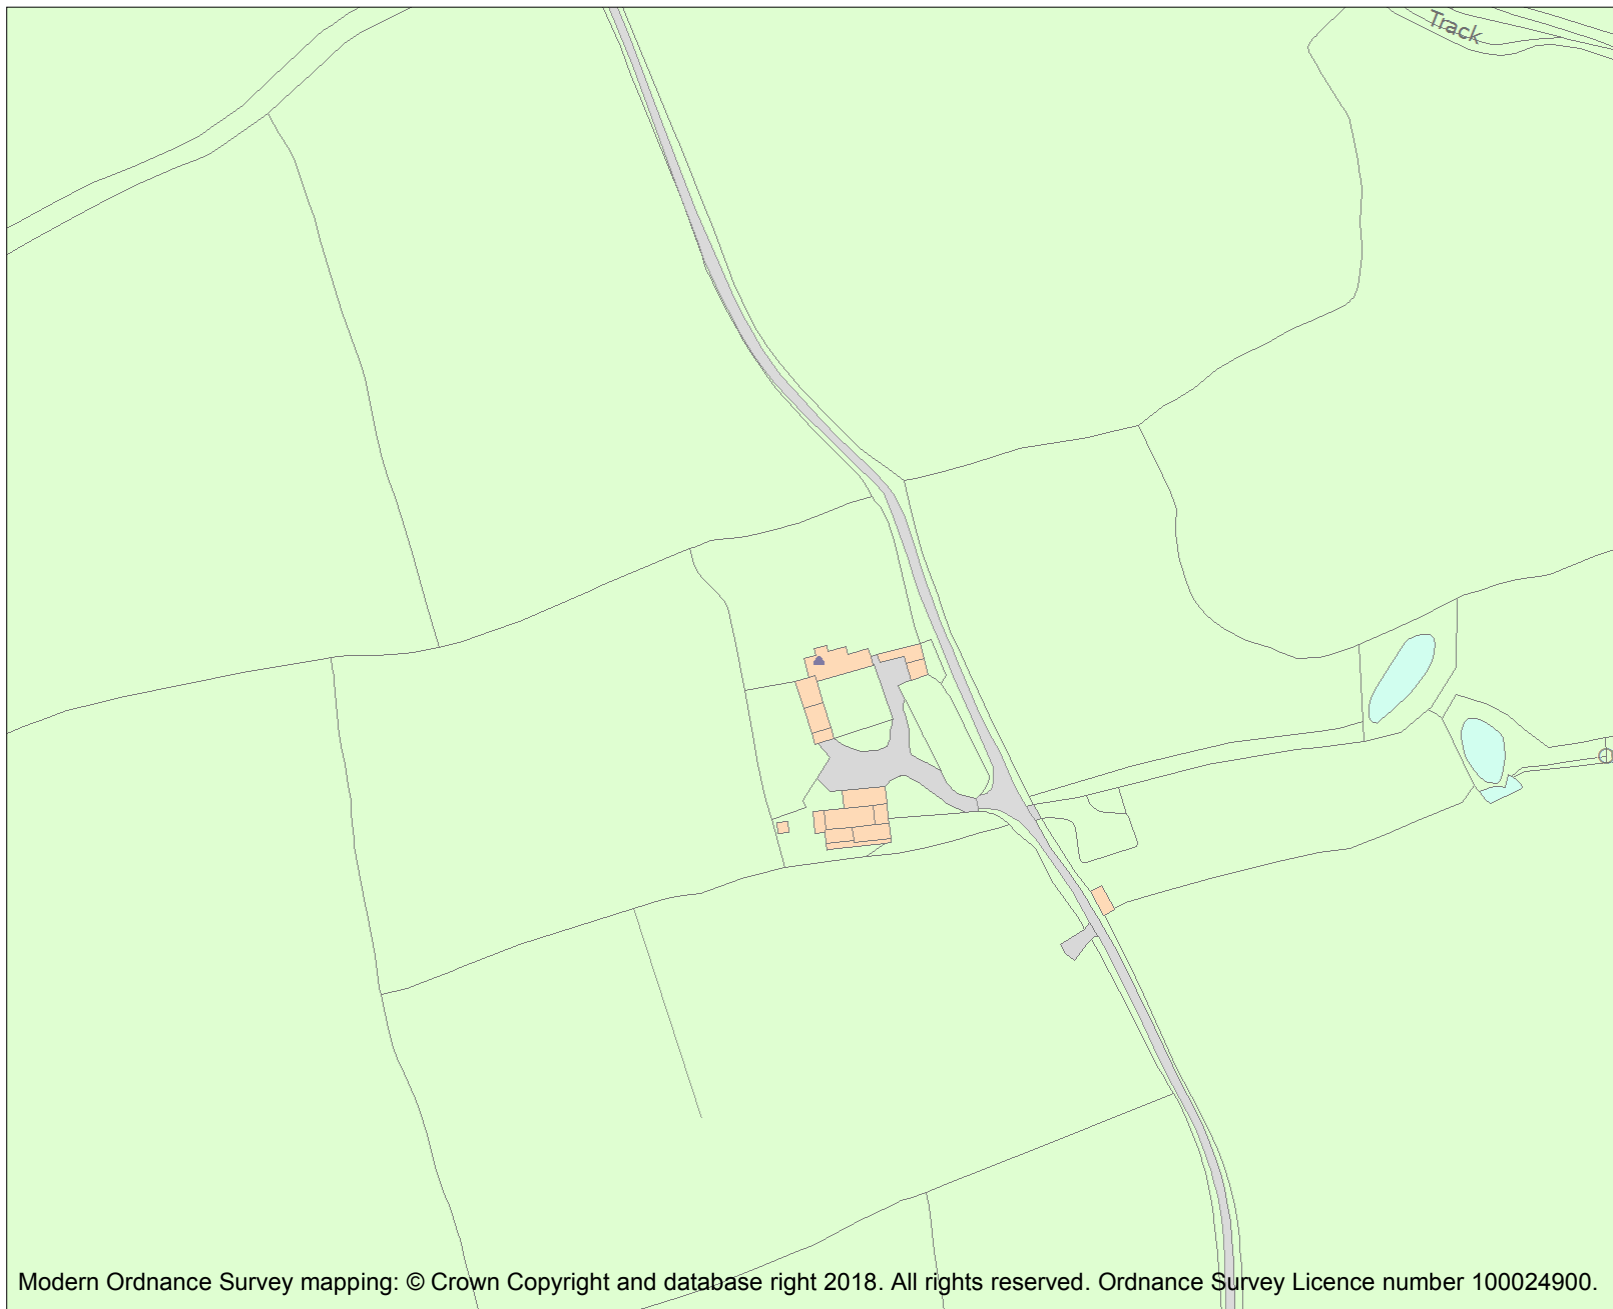 Track
Modern Ordnance Survey mapping: © Crown Copyright and database right 2018. All rights reserved. Ordnance Survey Licence number 100024900.